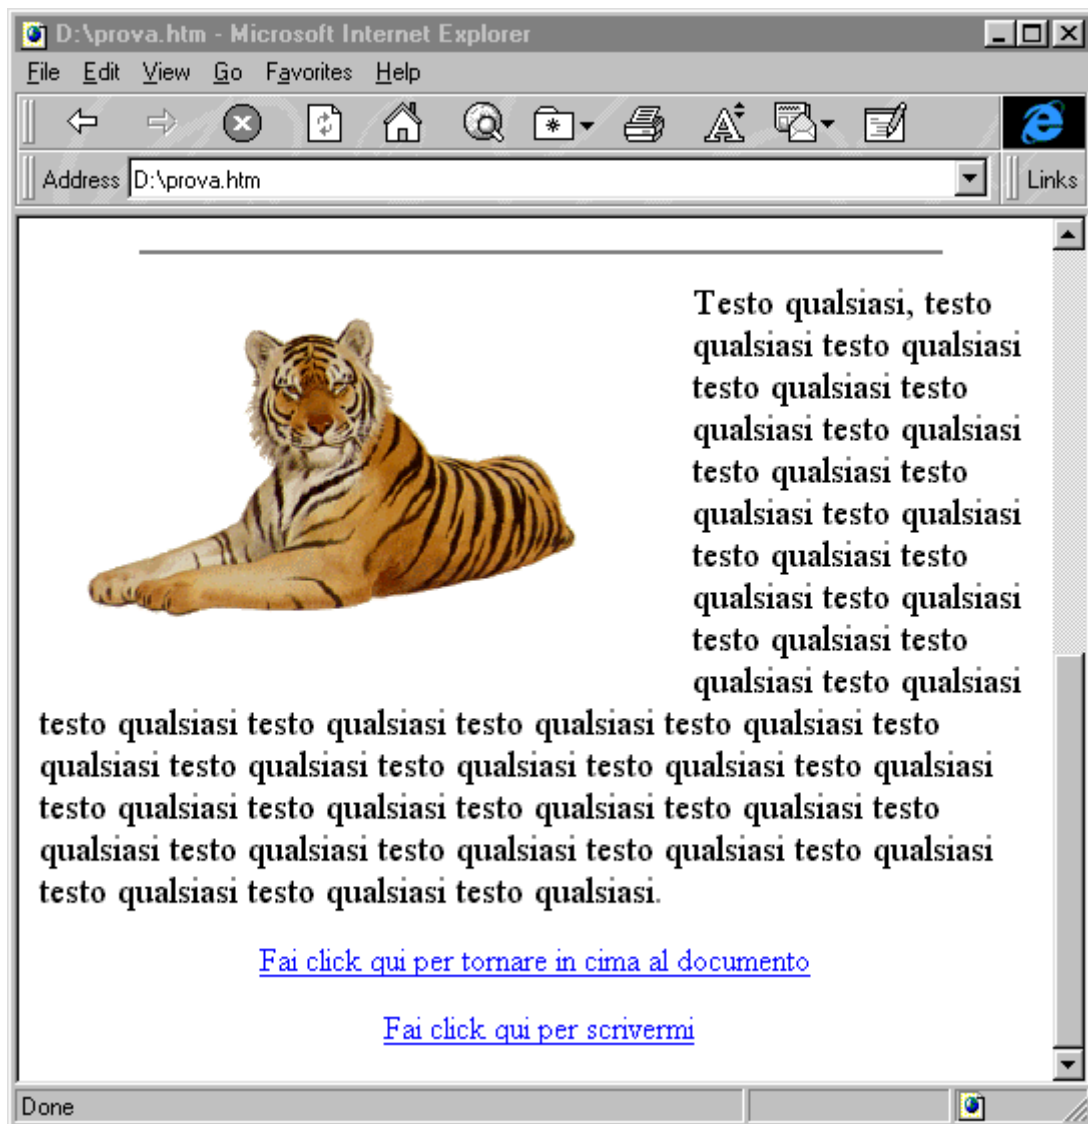 D:\prova.htm - Microsoft Internet Explorer
File Edit View Go Favorites Help
Address D:\prova.htm Links
Testo qualsiasi, testo
qualsiasi testo qualsiasi
testo qualsiasi testo
qualsiasi testo qualsiasi
testo qualsiasi testo
qualsiasi testo qualsiasi
testo qualsiasi testo
qualsiasi testo qualsiasi
testo qualsiasi testo
qualsiasi testo qualsiasi
testo qualsiasi testo qualsiasi testo qualsiasi testo qualsiasi testo
qualsiasi testo qualsiasi testo qualsiasi testo qualsiasi testo qualsiasi
testo qualsiasi testo qualsiasi testo qualsiasi testo qualsiasi testo
qualsiasi testo qualsiasi testo qualsiasi testo qualsiasi testo qualsiasi
testo qualsiasi testo qualsiasi testo qualsiasi.
Fai click qui per tornare in cima al documento
Fai click qui per scrivermi
Done